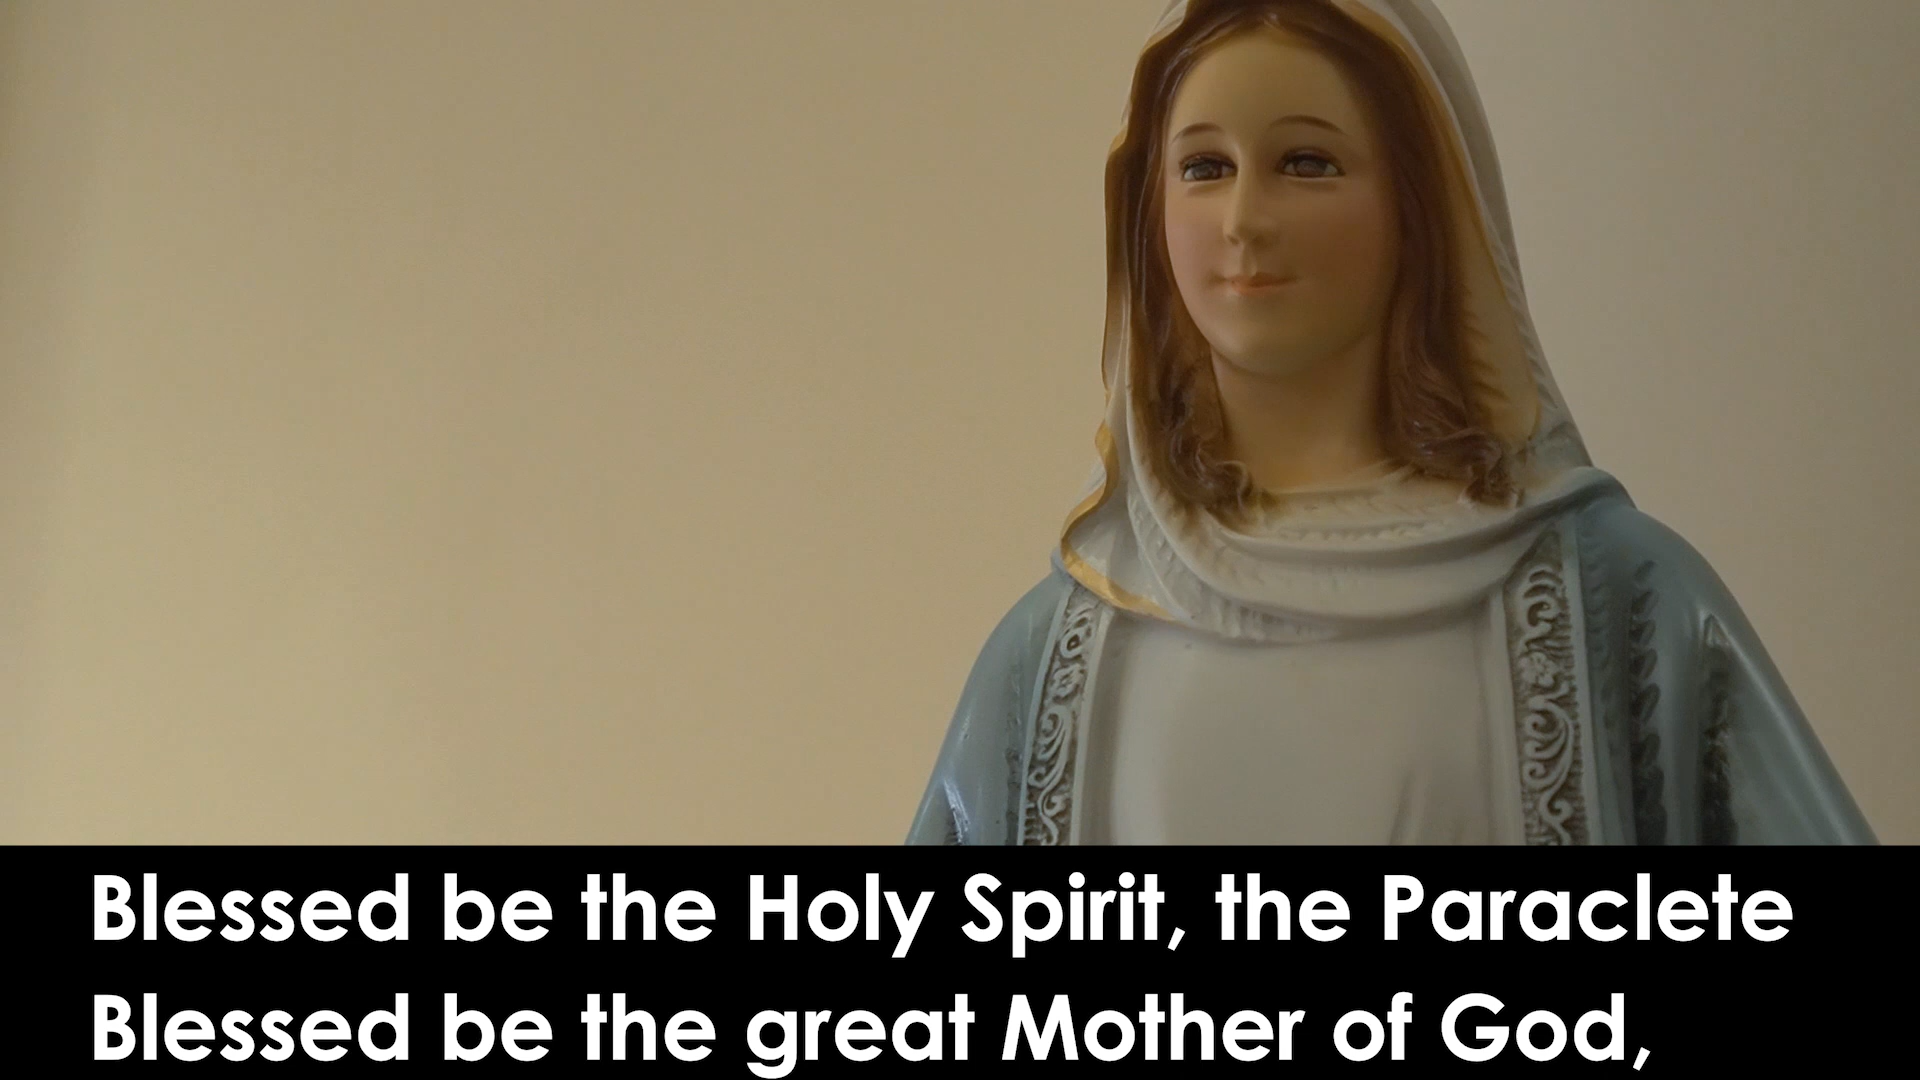 Blessed be the Holy Spirit, the Paraclete
Blessed be the great Mother of God,